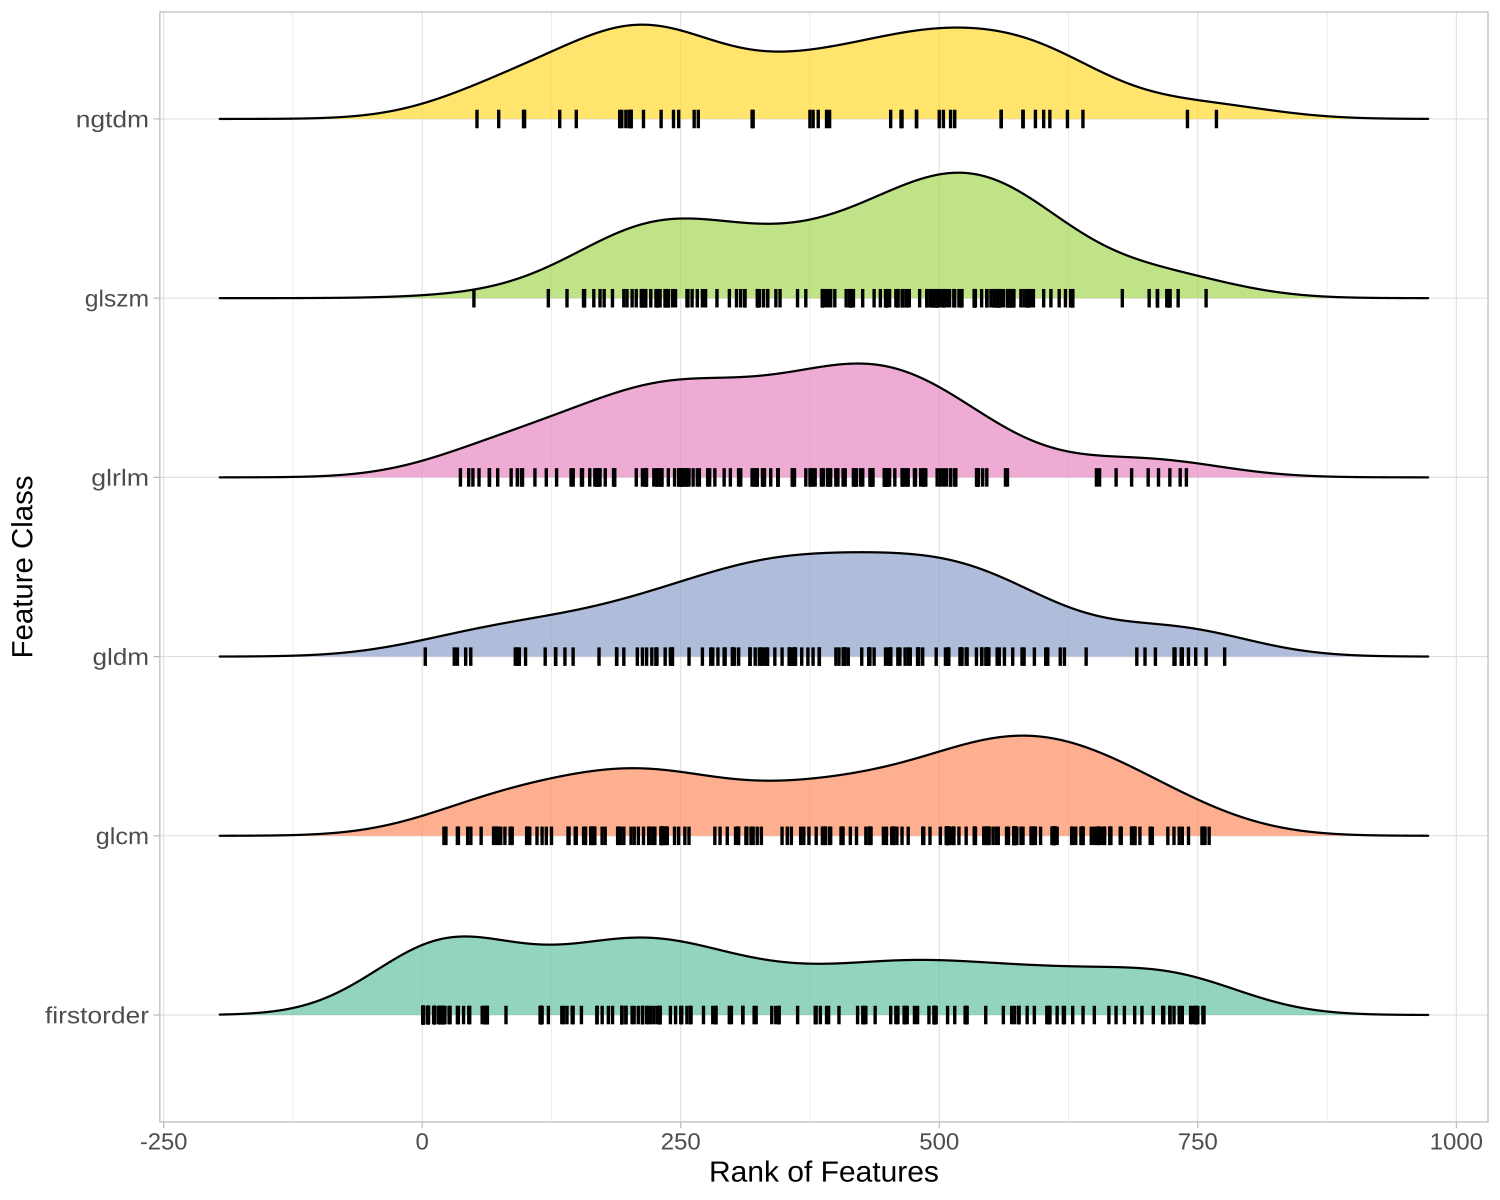 ngtdm
glszm
glrlm
gldm
glcm
firstorder
Feature Class
-250 0 250 500 750 1000
Rank of Features